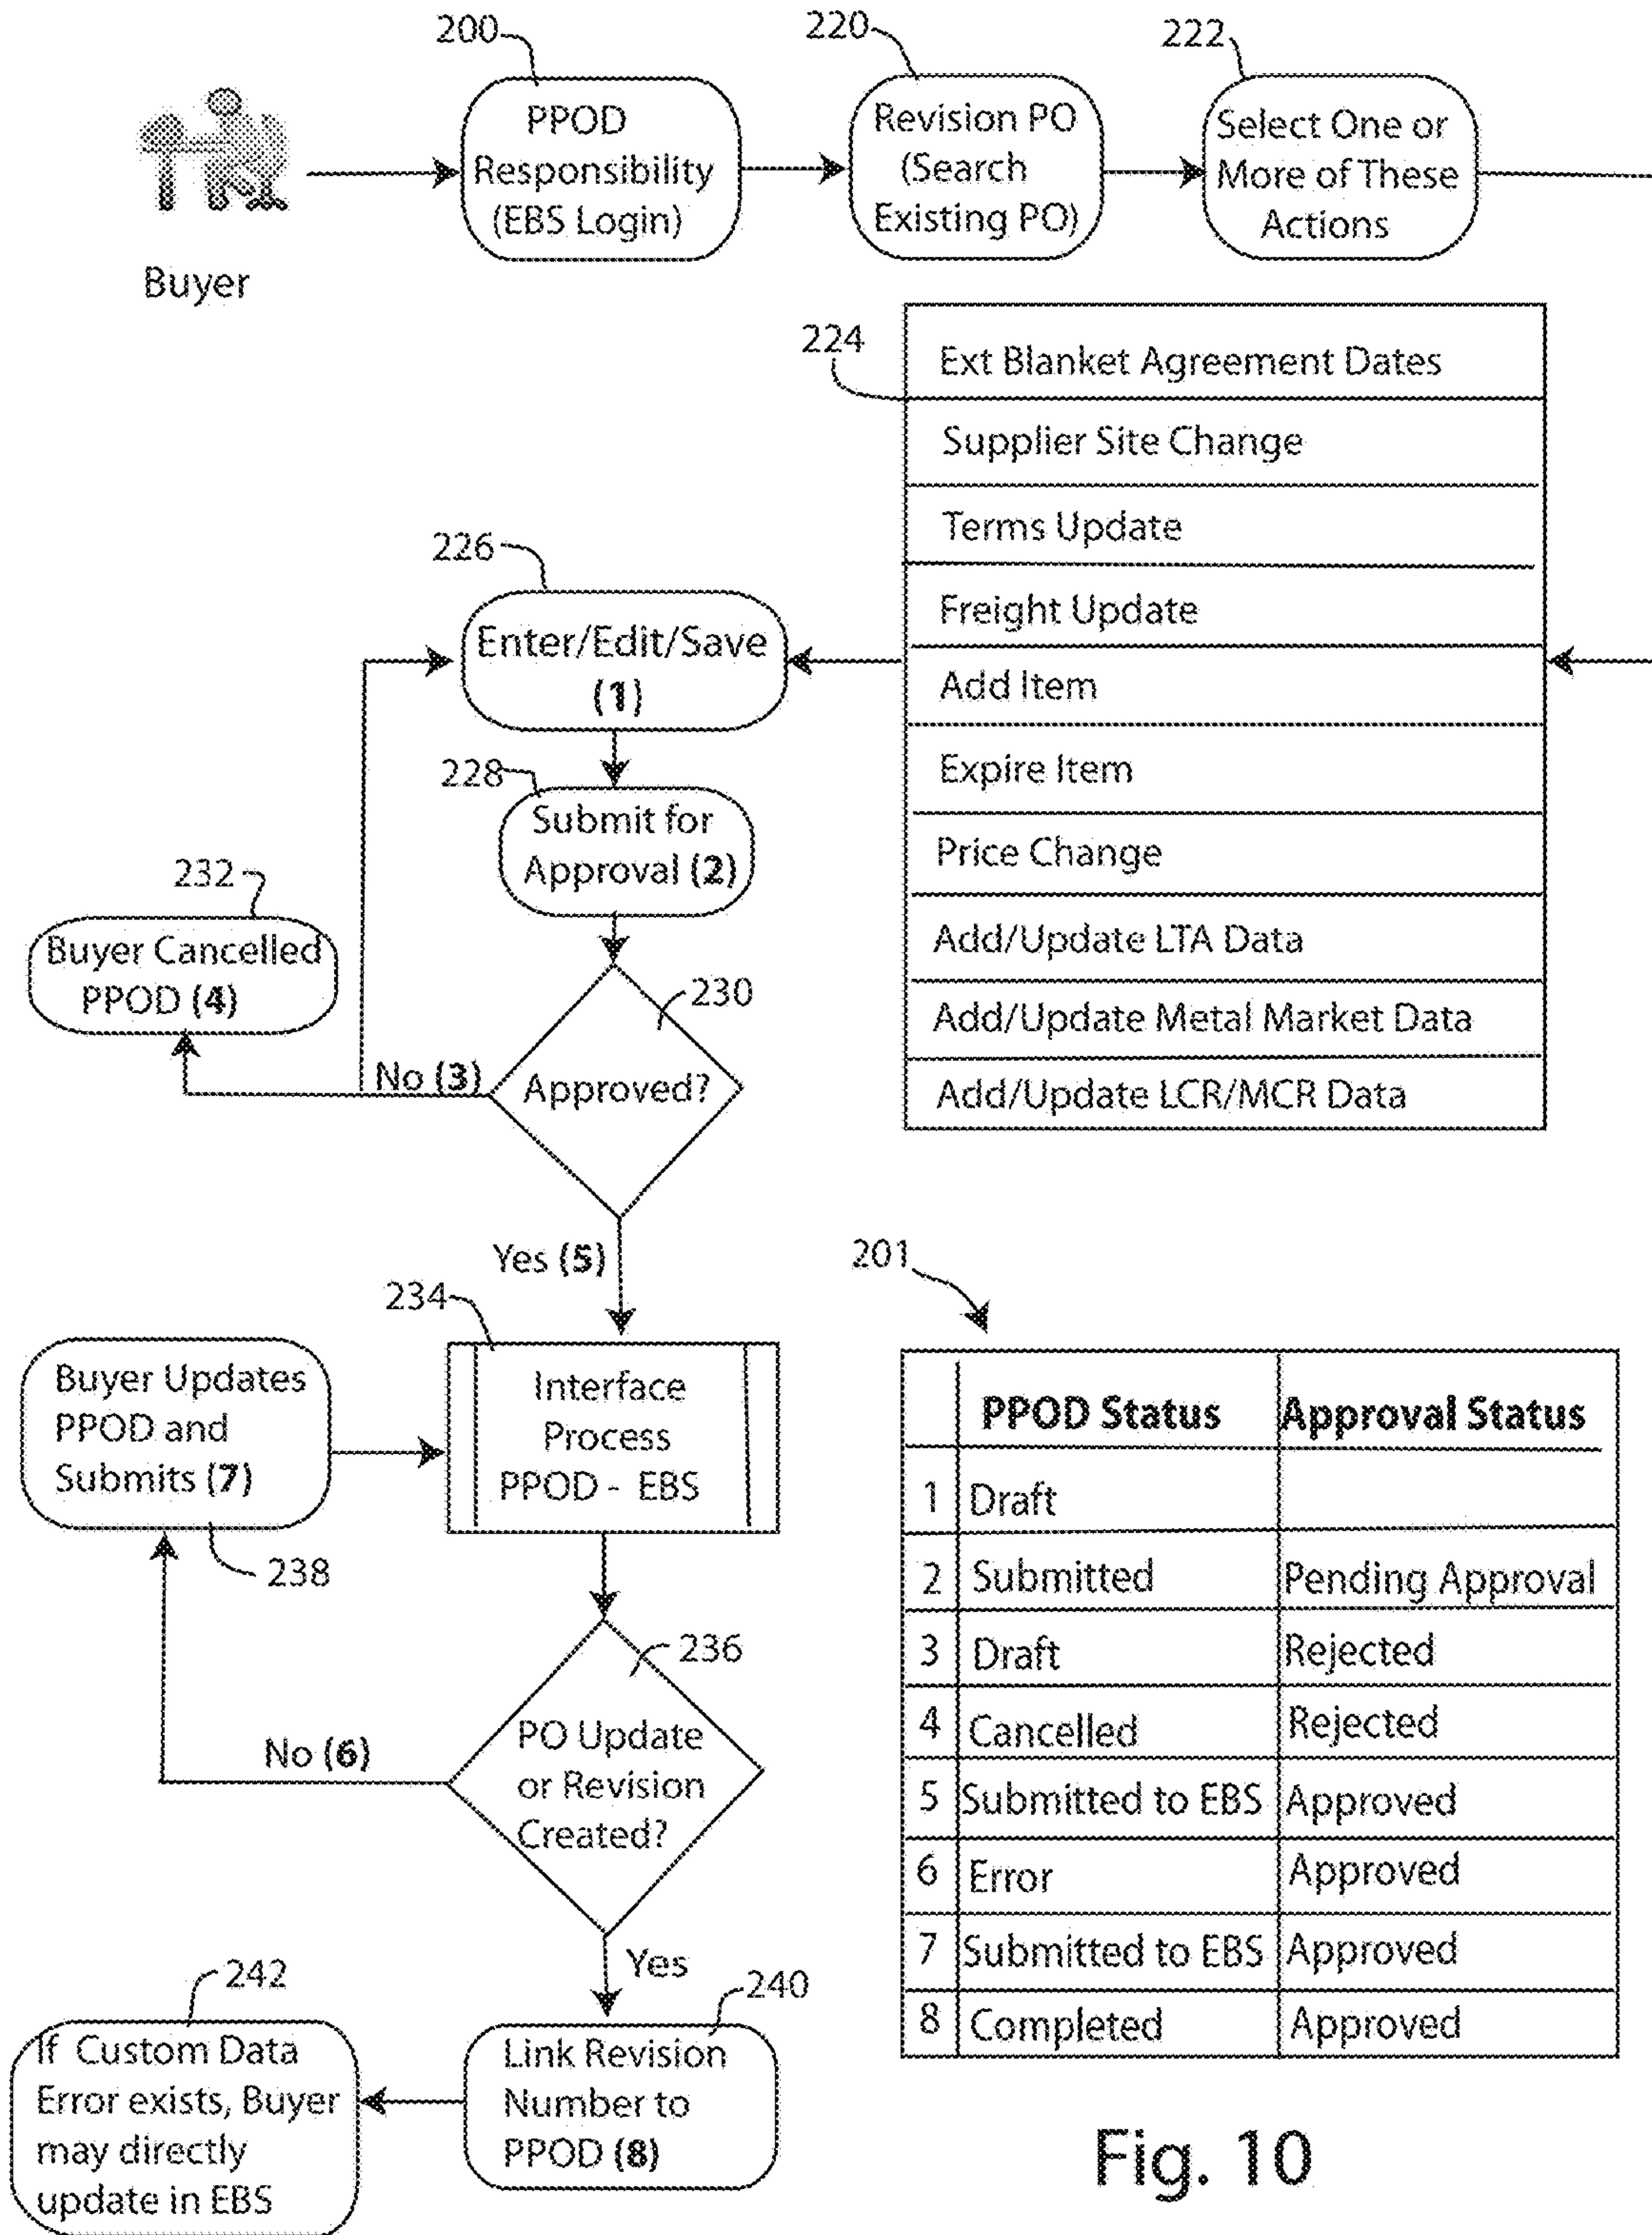 200
220
222
PPOD
Responsibility
(EBS Login)
Revision PO
(Search
Existing PO)
Select One or
More of These
Actions
Buyer
224
Ext Blanket Agreement Dates
Supplier Site Change
Terms Update
Freight Update
Add Item
Expire Item
Price Change
Add/Update LTA Data
Add/Update Metal Market Data
Add/Update LCR/MCR Data
226
Enter/Edit/Save
(1)
228
Submit for
Approval (2)
232
Buyer Cancelled
PPOD (4)
230
No (3)
Approved?
Yes (5)
234
Buyer Updates
PPOD and
Submits (7)
238
Interface
Process
PPOD - EBS
236
No (6)
PO Update
or Revision
Created?
Yes
242
240
If Custom Data
Error exists, Buyer
may directly
update in EBS
Link Revision
Number to
PPOD (8)
201
PPOD Status Approval Status
1 Draft
2 Submitted Pending Approval
3 Draft Rejected
4 Cancelled Rejected
5 Submitted to EBS Approved
6 Error Approved
7 Submitted to EBS Approved
8 Completed Approved
Fig. 10